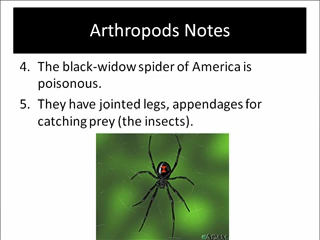 Arthropods Notes
4. The black-widow spider of America is
poisonous.
5. They have jointed legs, appendages for
catching prey (the insects).